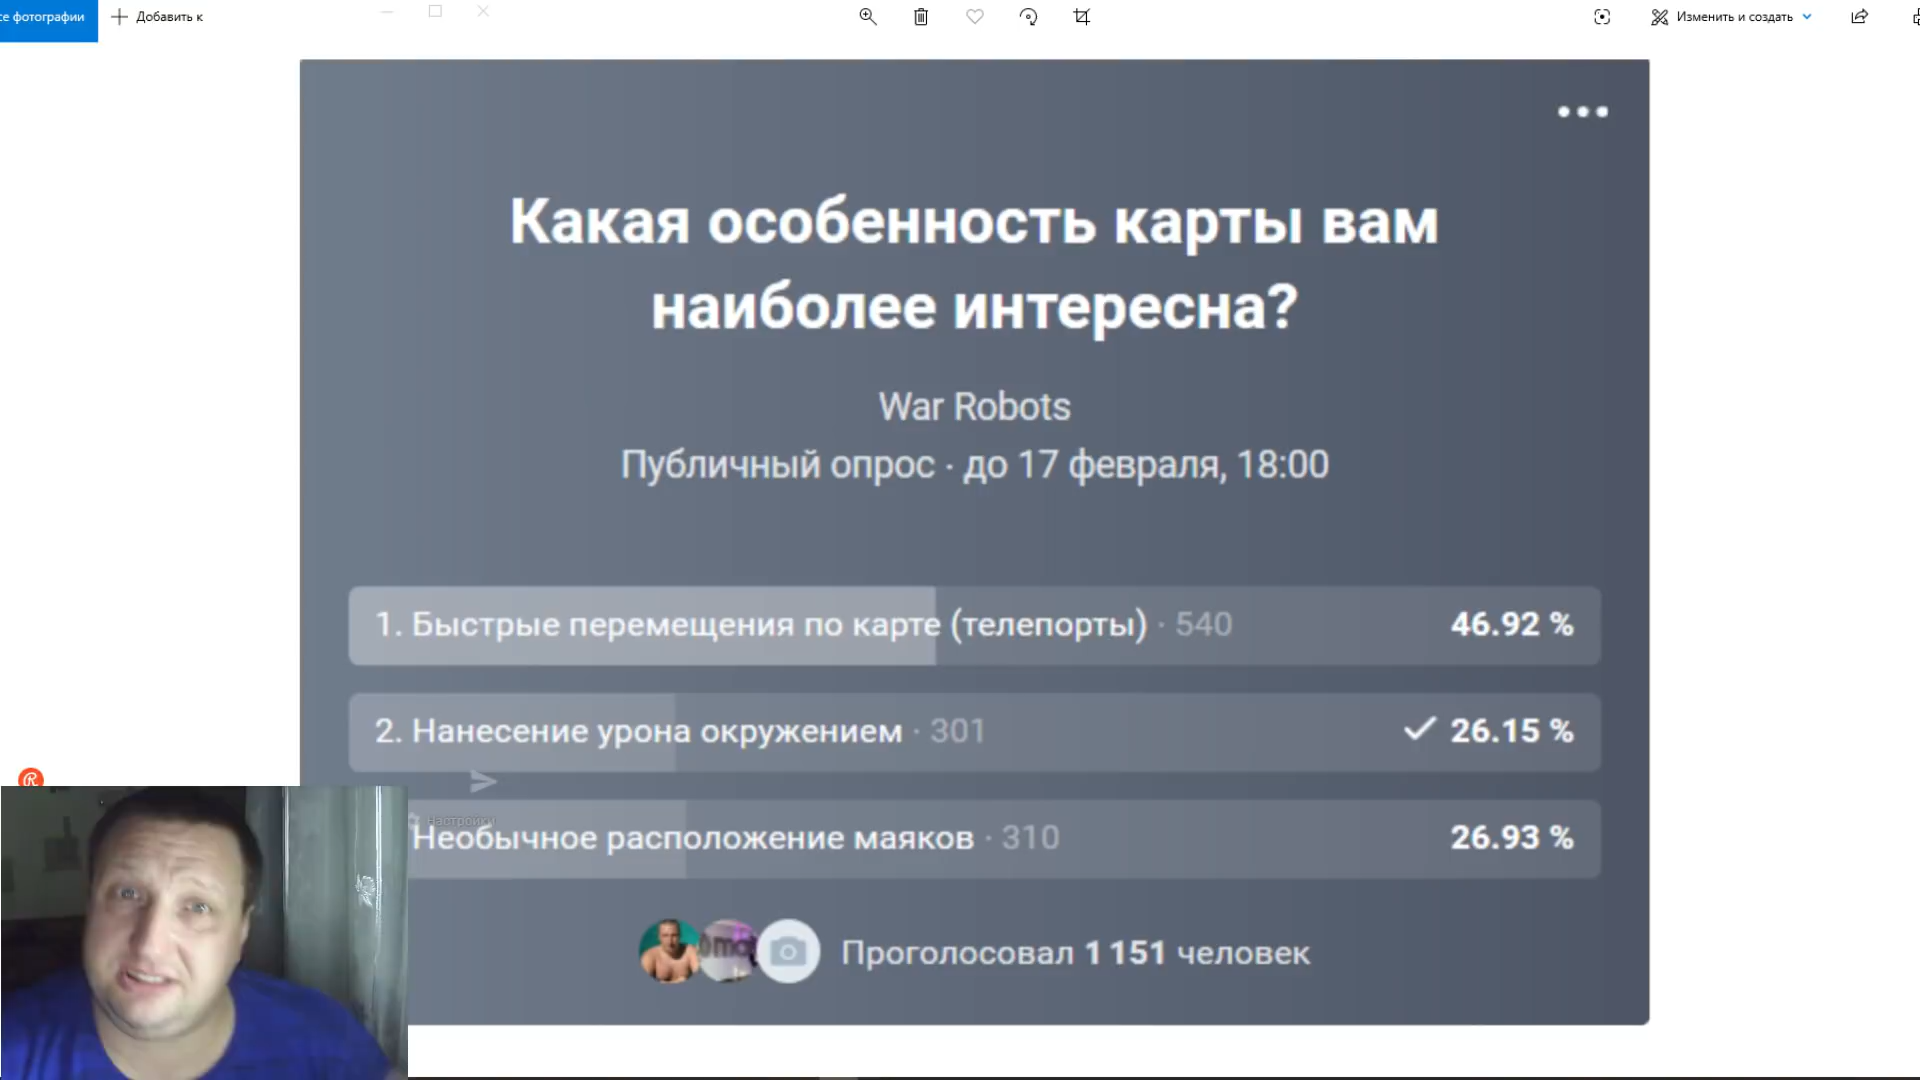 се фотографии
Добавить к
Изменить и создать
Какая особенность карты вам
наиболее интересна?
War Robots
Публичный опрос · до 17 февраля, 18:00
1. Быстрые перемещения по карте (телепорты) · 540 46.92 %
2. Нанесение урона окружением · 301 26.15 %
Настройки
Необычное расположение маяков · 310 26.93 %
Проголосовал 1 151 человек